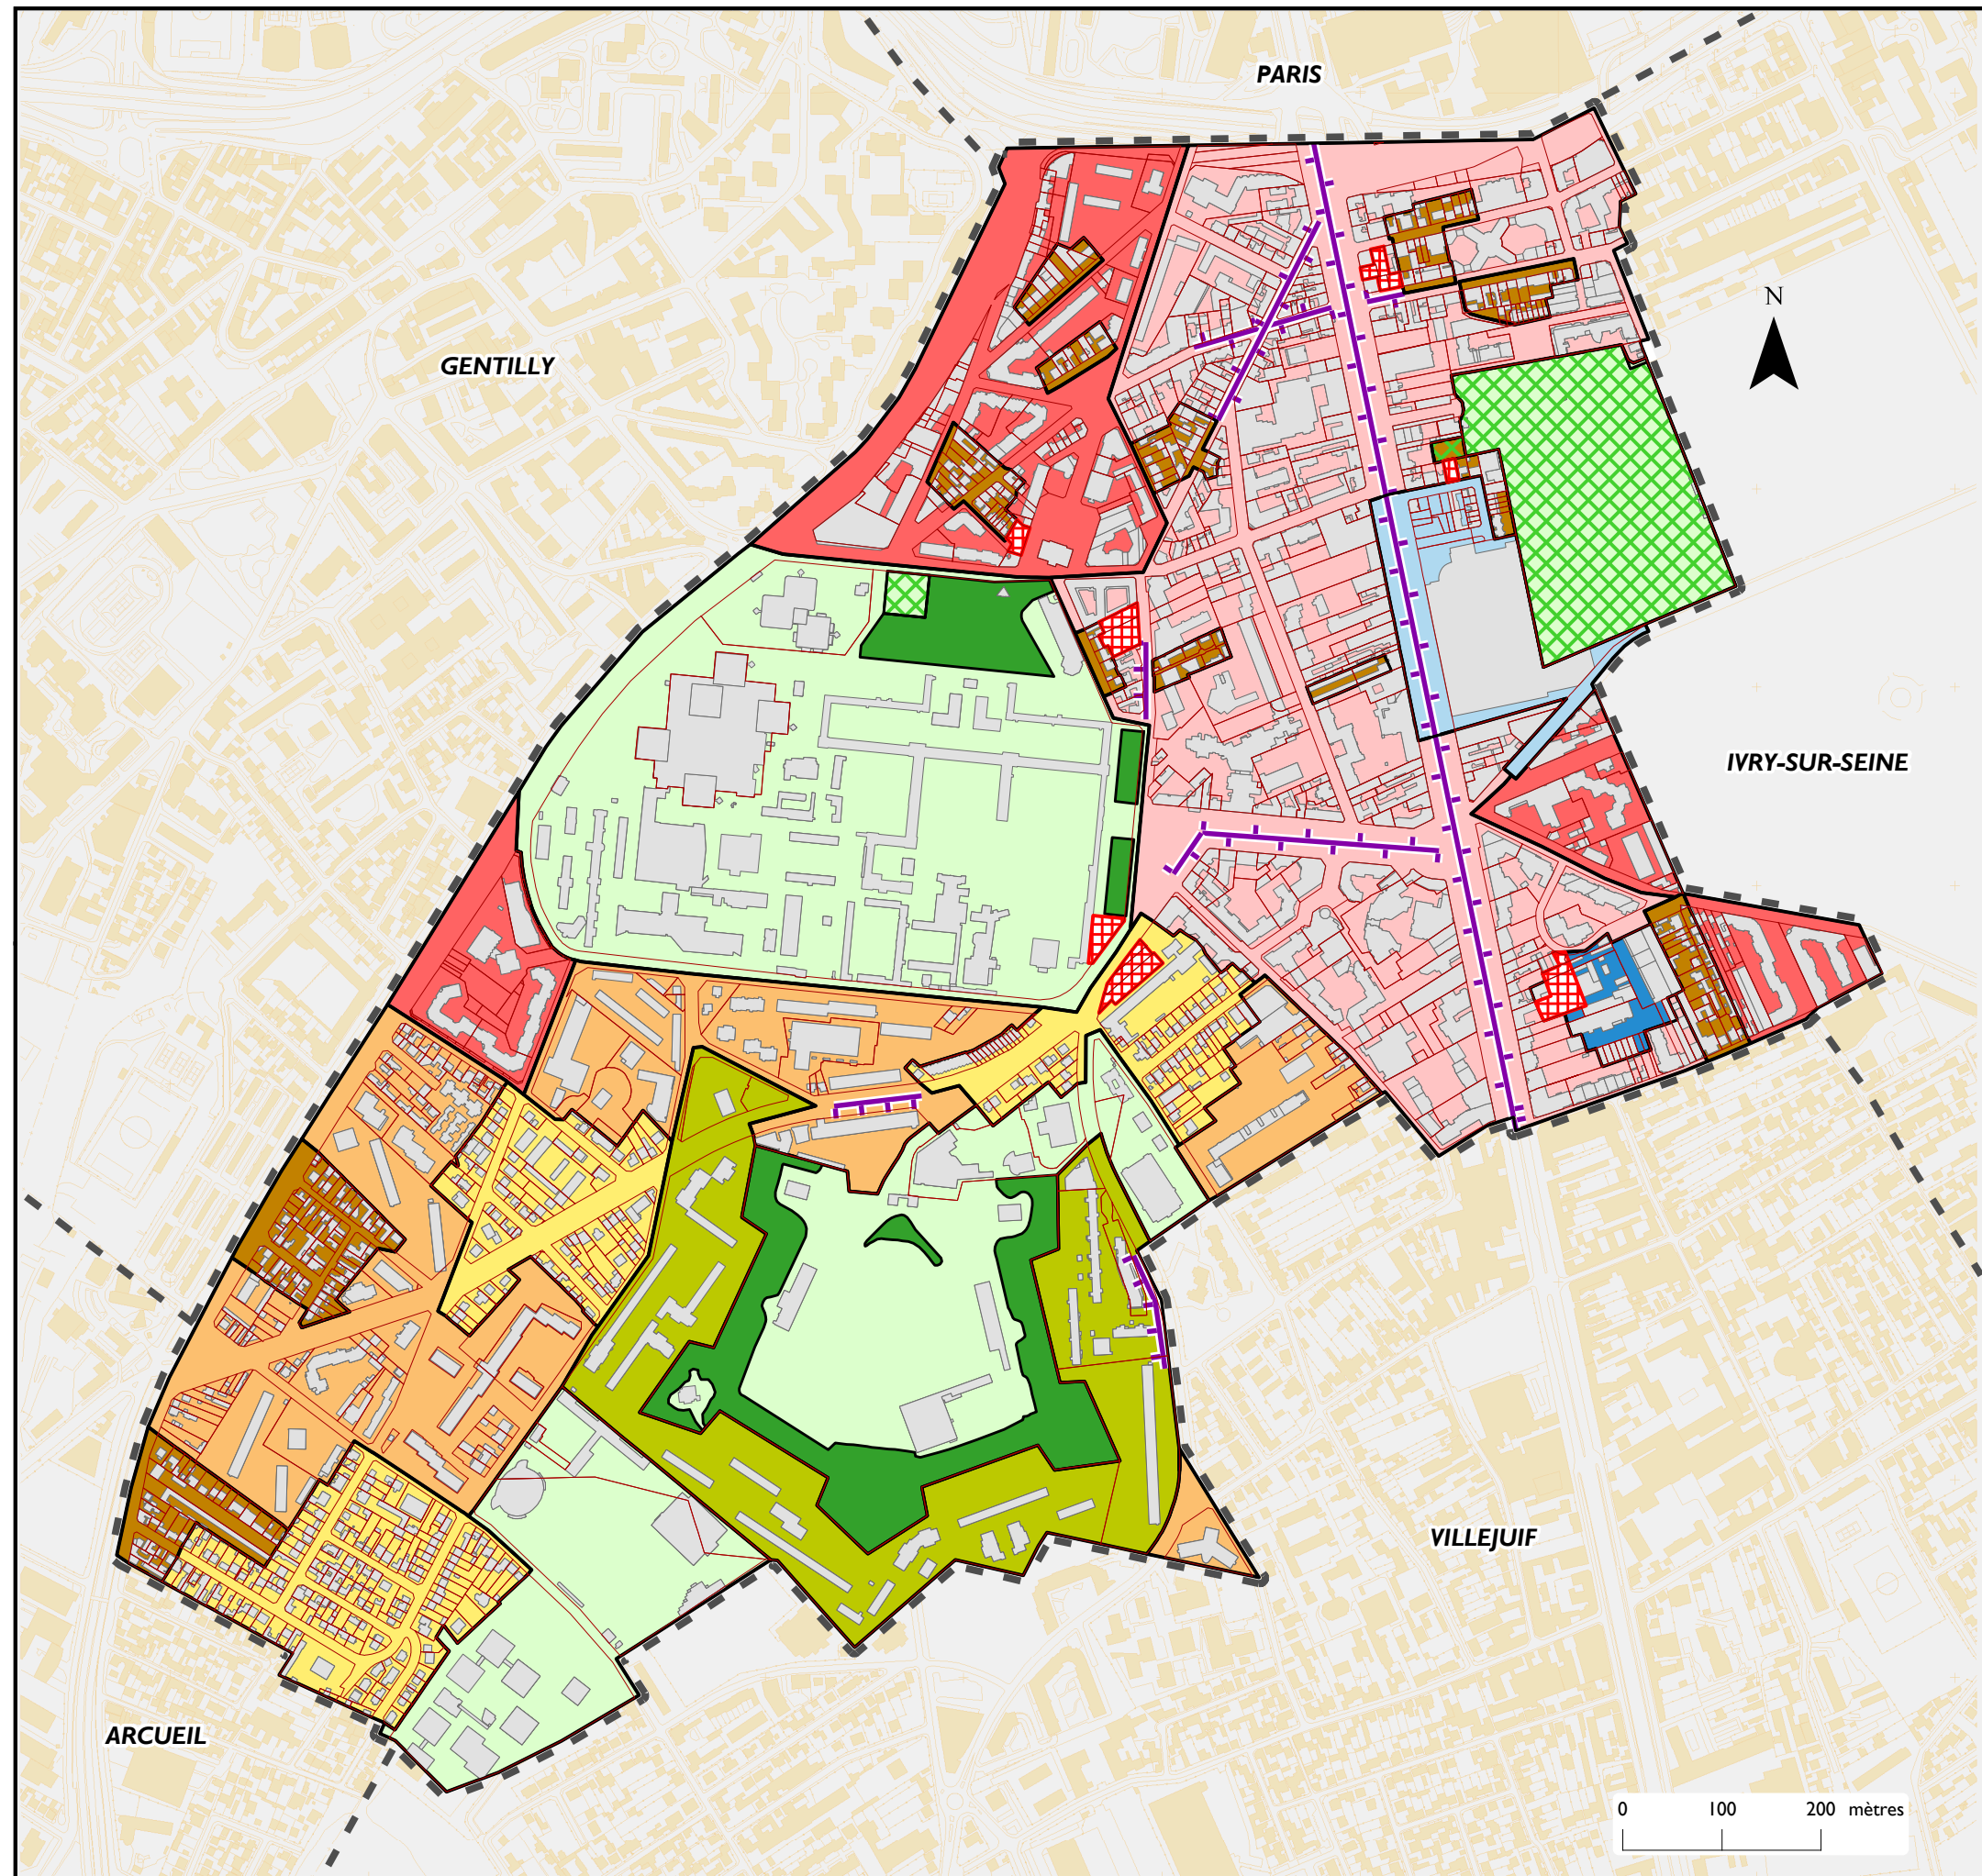 PARIS
N
GENTILLY
IVRY-SUR-SEINE
VILLEJUIF
ARCUEIL
0 100 200 mètres